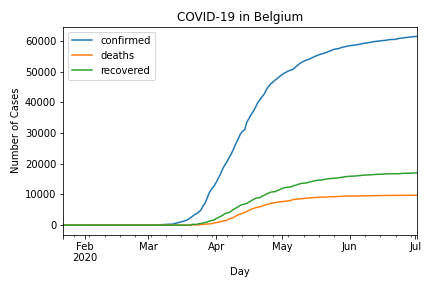 COVID-19 in Belgium
confirmed
deaths
recovered
Number of Cases
60000
50000
40000
30000
20000
10000
0
Feb Mar Apr May Jun Jul
2020
Day